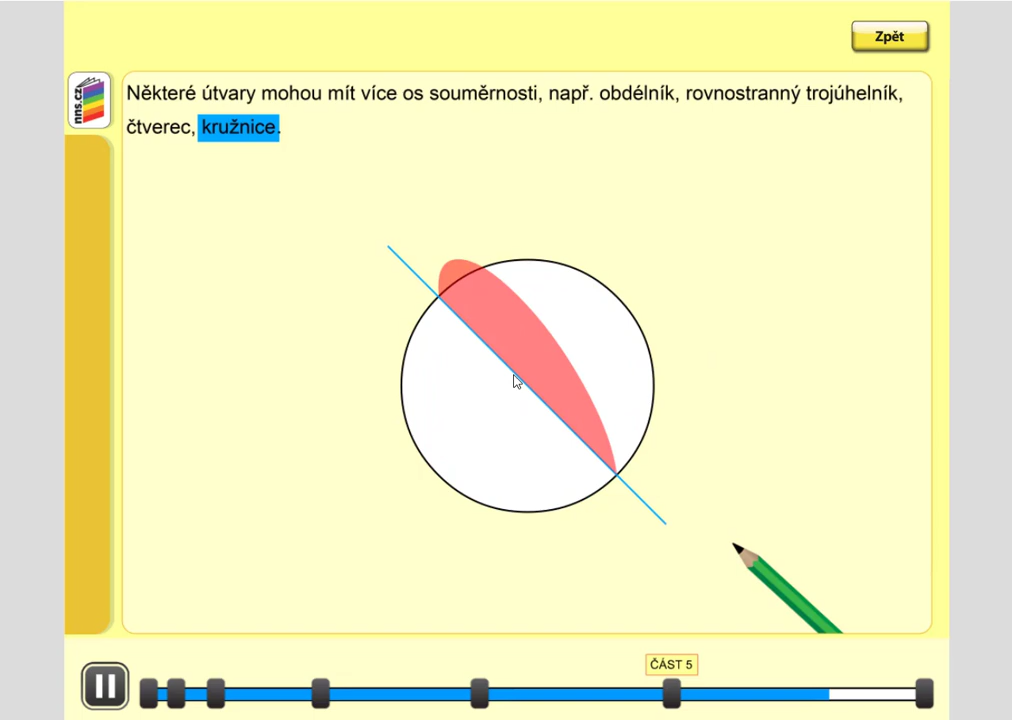 Zpět
nns.cz
Některé útvary mohou mít více os souměrnosti, např. obdélník, rovnostranný trojúhelník,
čtverec, kružnice.
ČÁST 5